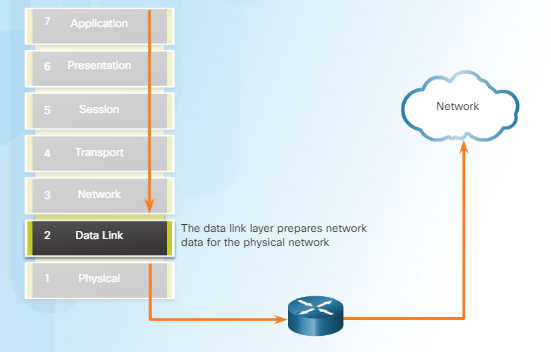 7 Application
6 Presentation
5 Session
4 Transport
3 Network
2 Data Link
1 Physical
The data link layer prepares network
data for the physical network
Network